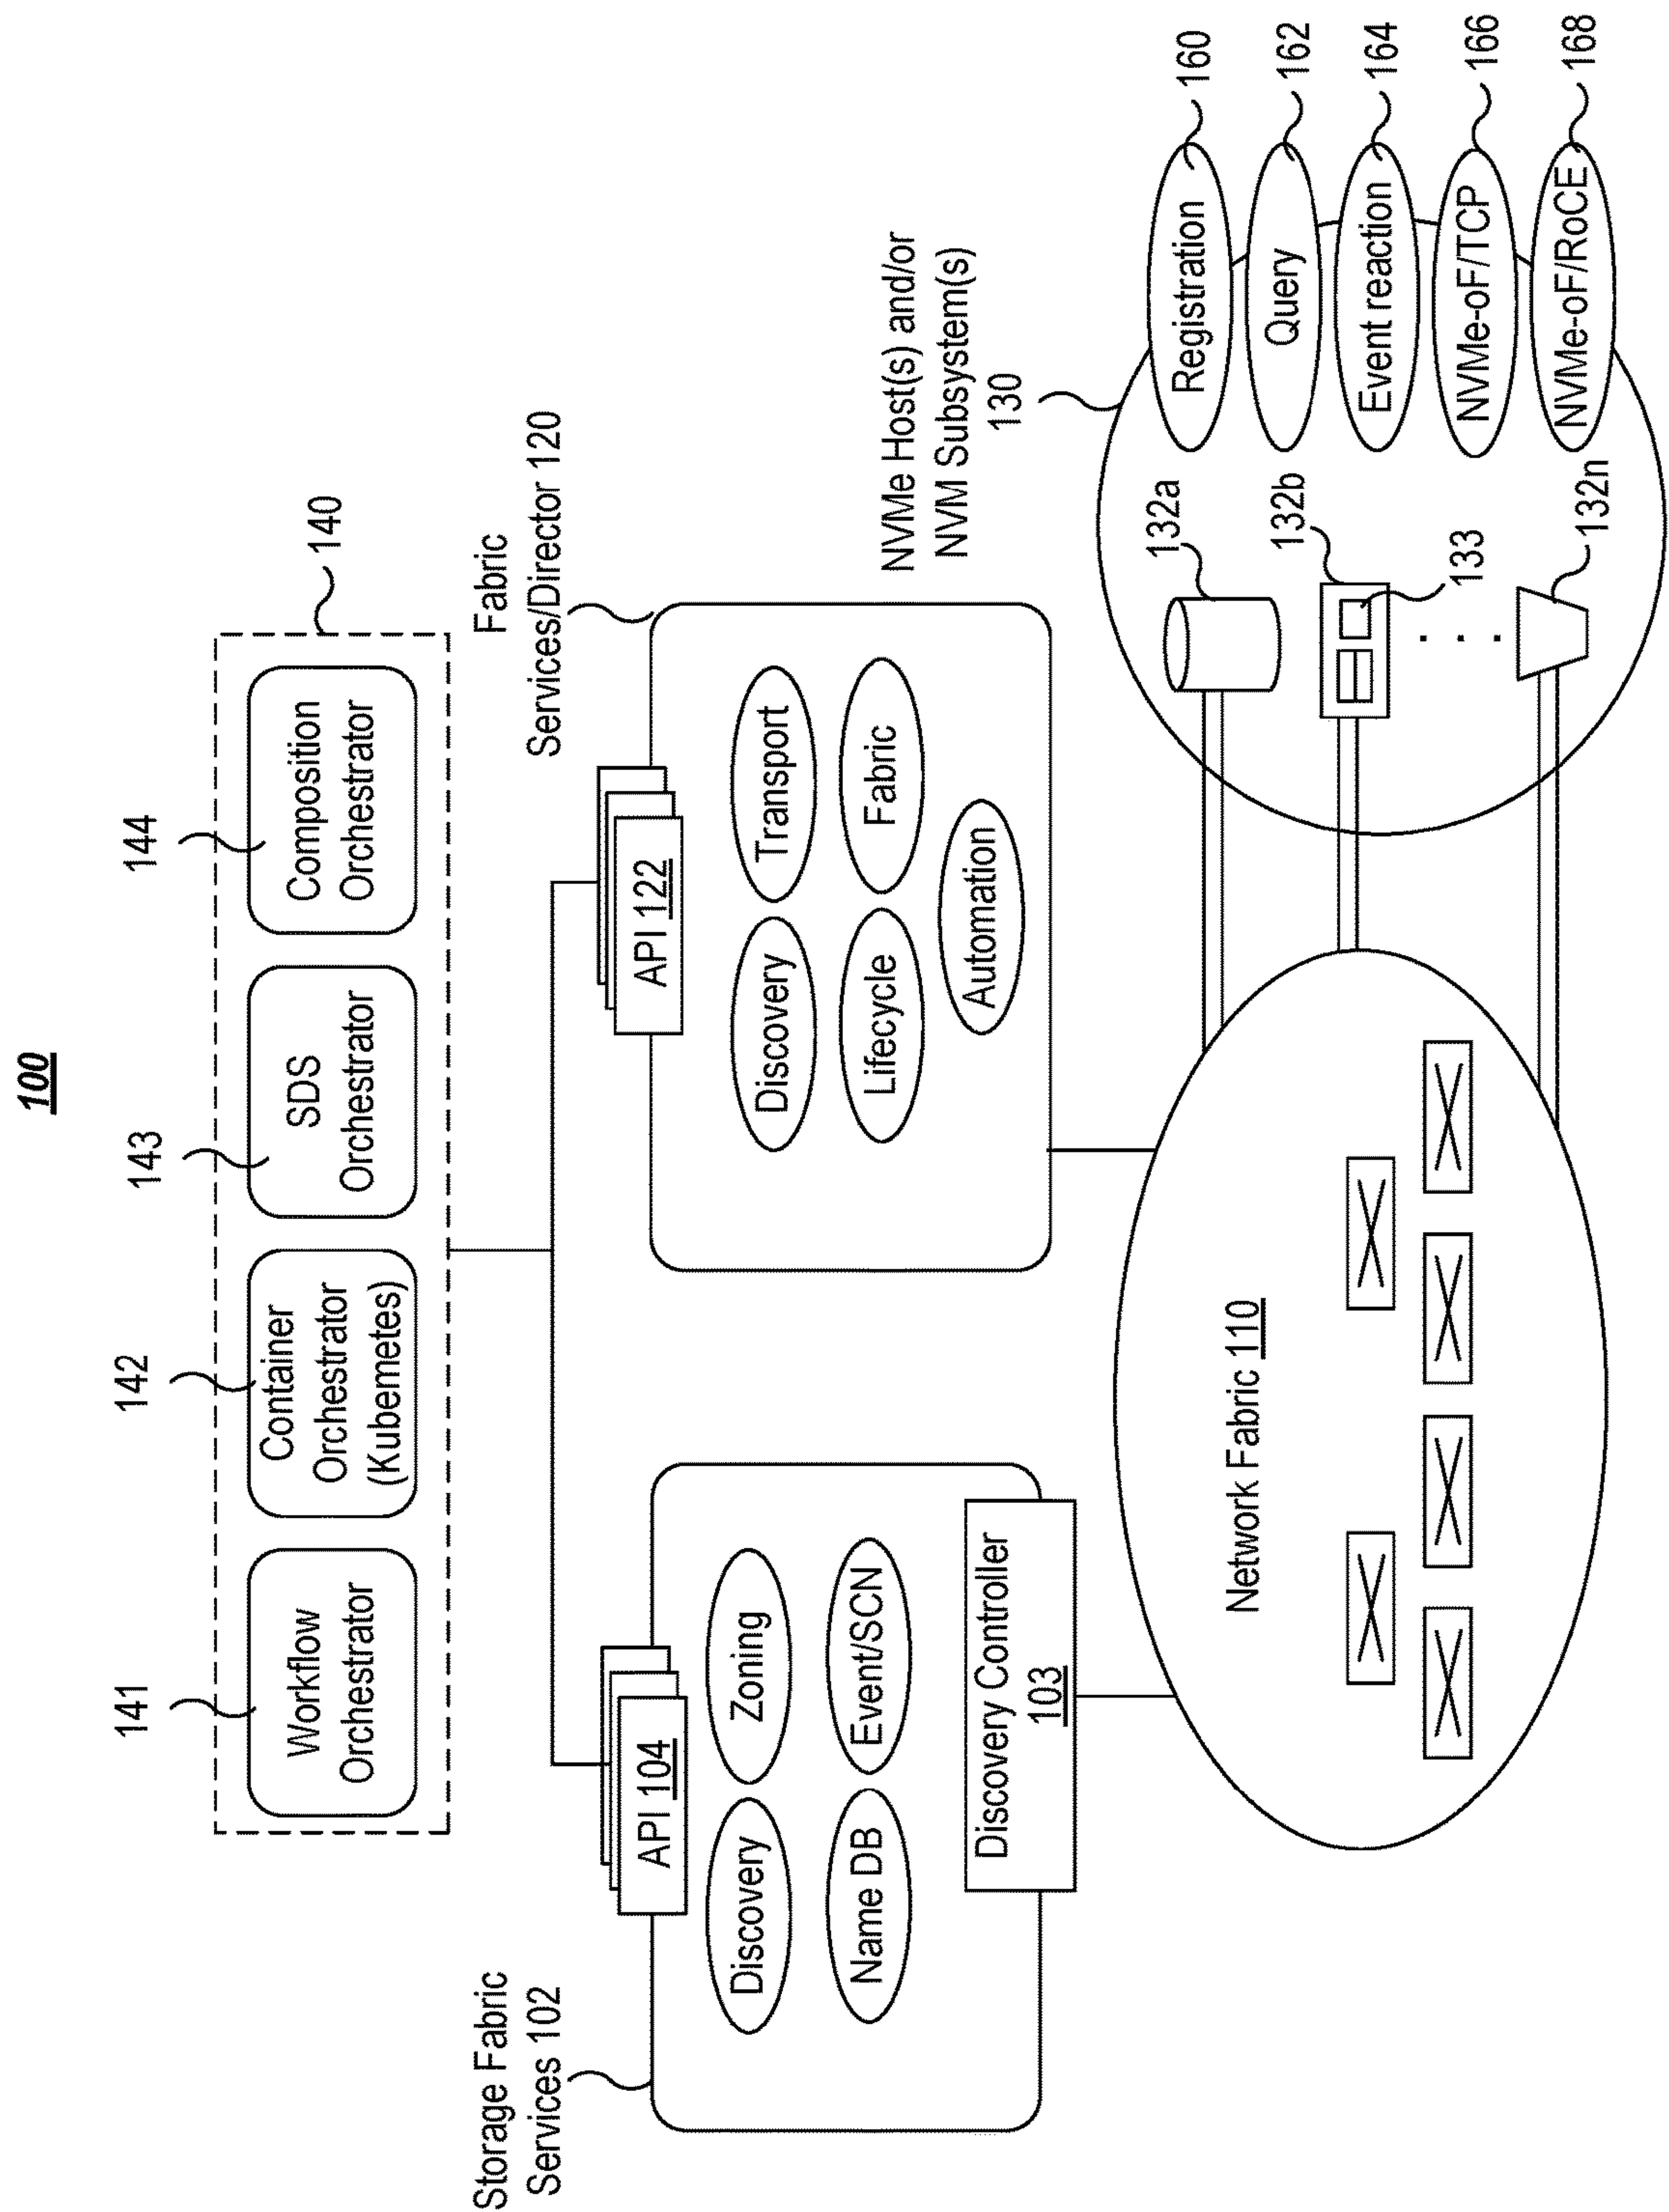 100
141
142
143
144
140
Workflow
Orchestrator
Container
Orchestrator
(Kubemetes)
SDS
Orchestrator
Composition
Orchestrator
Storage Fabric
Services 102
API 104
Discovery
Zoning
Name DB
Event/SCN
Discovery Controller
103
Fabric
Services/Director 120
API 122
Discovery
Transport
Lifecycle
Fabric
Automation
Network Fabric 110
NVMe Host(s) and/or
NVM Subsystem(s)
130
132a
132b
133
132n
Registration
160
Query
162
Event reaction
164
NVMe-oF/TCP
166
NVMe-oF/RoCE
168